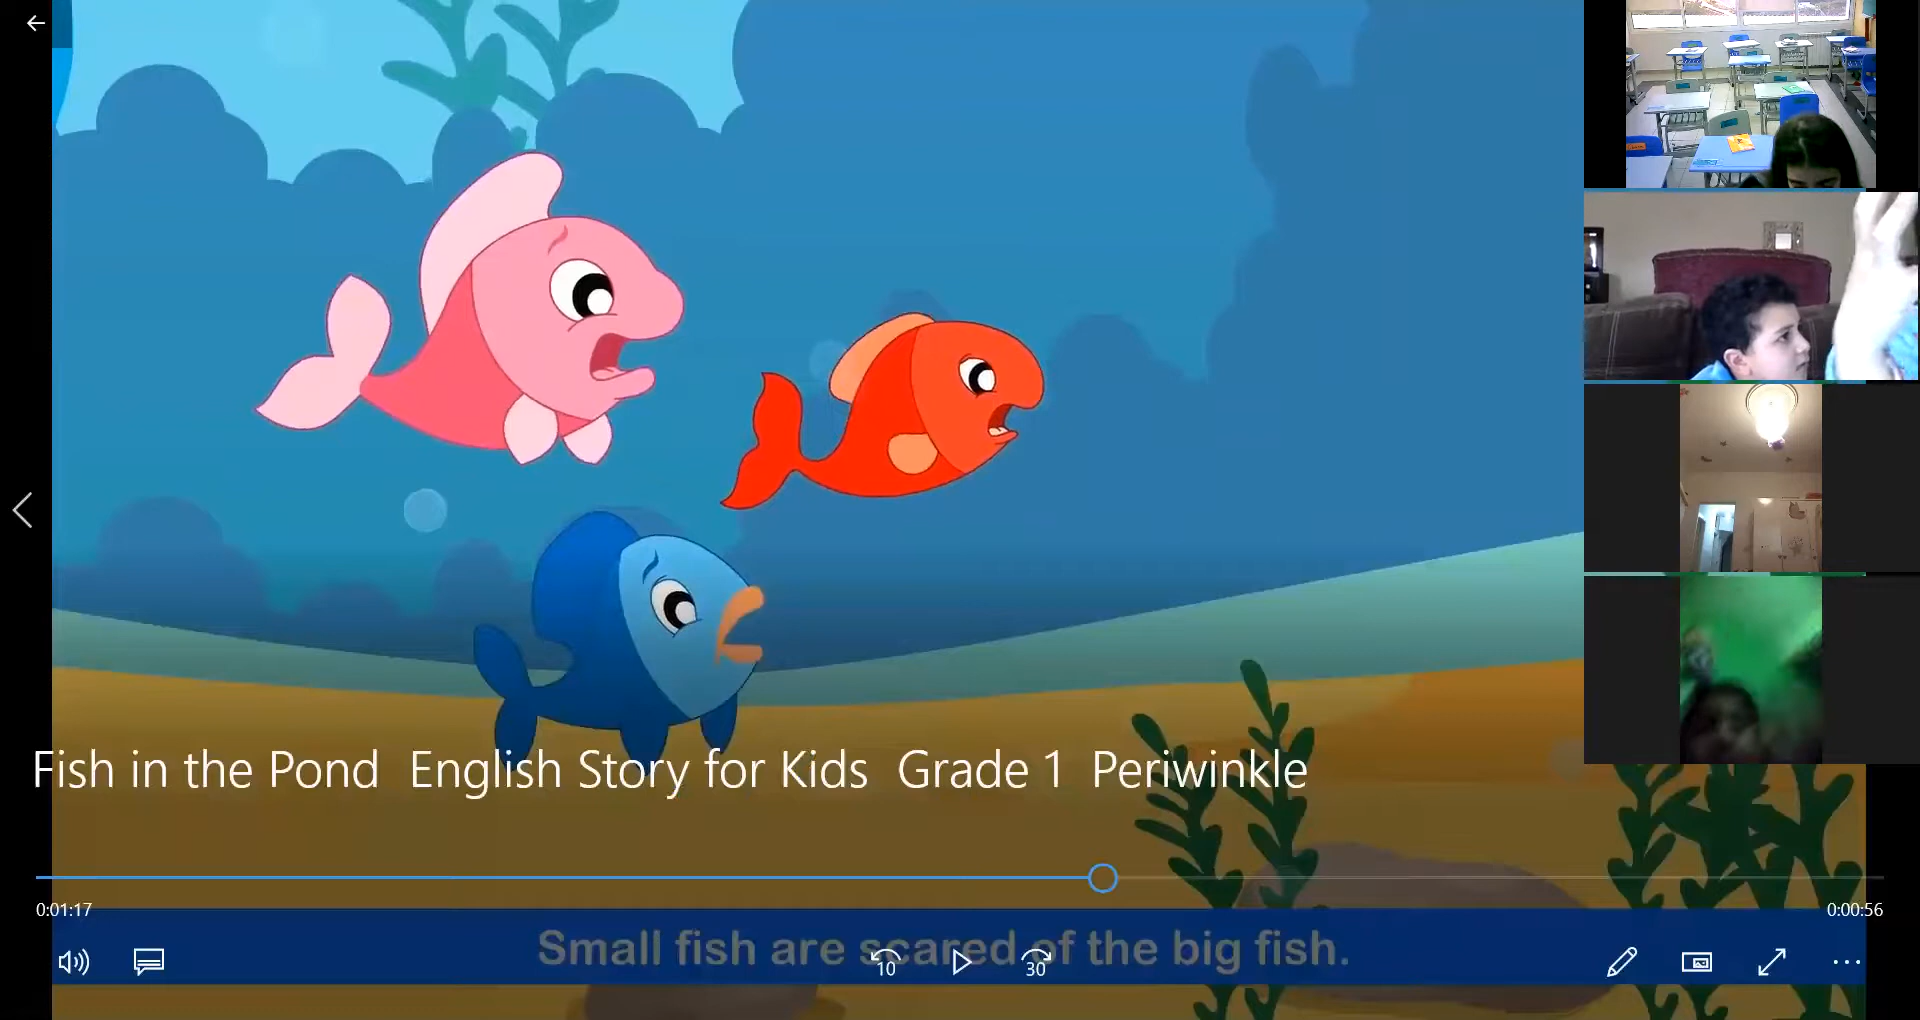 Fish in the Pond English Story for Kids Grade 1 Periwinkle
0:01:17
0:00:56
Small fish are scared of the big fish.
10
30